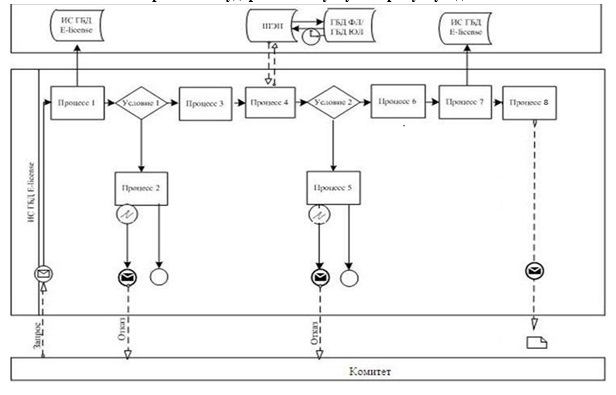 ИС ГБД
E-license
ШЭП
ГБД ФЛ/
ГБД ЮЛ
ИС ГБД
E-license
ИС ГБД E-license
Процесс 1
Условие 1
Процесс 3
Процесс 4
Условие 2
Процесс 6
Процесс 7
Процесс 8
Процесс 2
Процесс 5
Запрос
Отказ
Отказ
Комитет